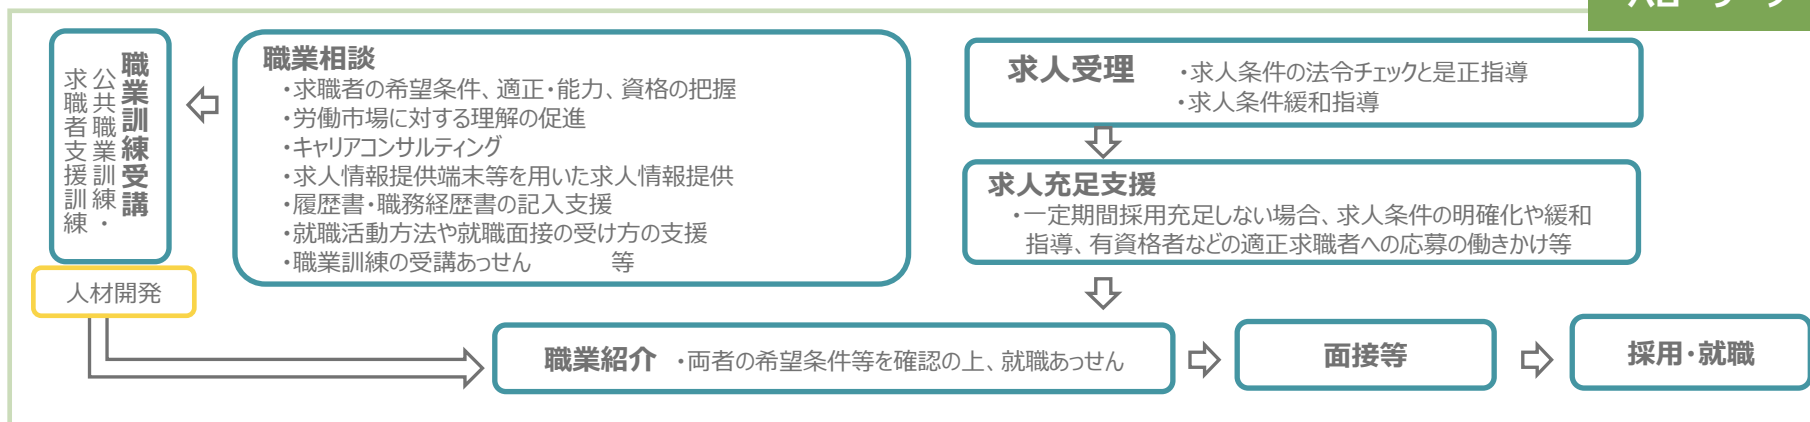 職業訓練受講
公共職業訓練・
求職者支援訓練
人材開発
職業相談
・求職者の希望条件、適正・能力、資格の把握
・労働市場に対する理解の促進
・キャリアコンサルティング
・求人情報提供端末等を用いた求人情報提供
・履歴書・職務経歴書の記入支援
・就職活動方法や就職面接の受け方の支援
・職業訓練の受講あっせん 等
求人受理
・求人条件の法令チェックと是正指導
・求人条件緩和指導
求人充足支援
・一定期間採用充足しない場合、求人条件の明確化や緩和
指導、有資格者などの適正求職者への応募の働きかけ等
職業紹介 ・両者の希望条件等を確認の上、就職あっせん
面接等
採用・就職